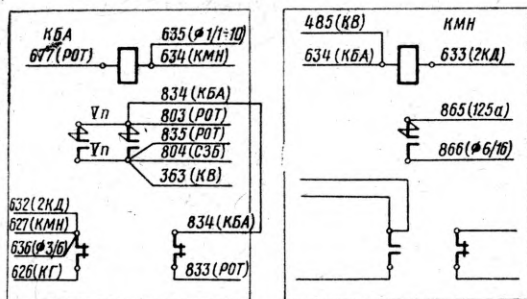 КБА
677(РОТ)
635(Ф1/1÷10)
634(КМН)
834(КБА)
803(РОТ)
835(РОТ)
804(СЗБ)
363(КВ)
Vп
Vп
632(2КД)
627(КМН)
636(Ф3/6)
626(КГ)
834(КБА)
833(РОТ)
485(КВ)
634(КБА)
КМН
633(2КД)
865(125а)
866(Ф6/16)